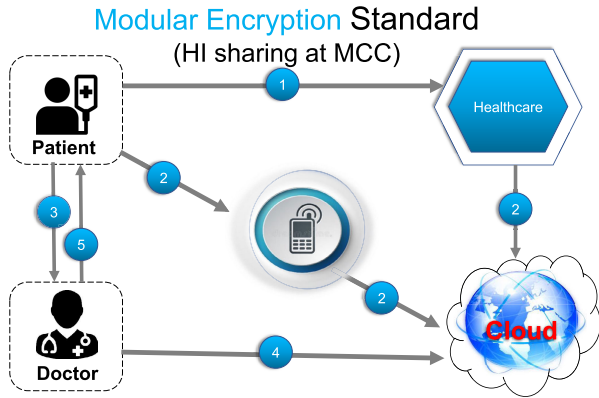 Modular Encryption Standard
(HI sharing at MCC)
1
Healthcare
Patient
2
2
3
5
2
Cloud
4
Doctor